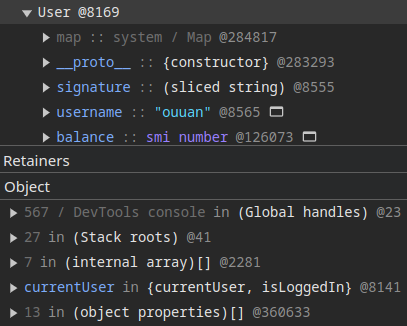 User @8169
map :: system / Map @284817
__proto__ :: {constructor} @283293
signature :: (sliced string) @8555
username :: "ouuan" @8565
balance :: smi number @126073
Retainers
Object
567 / DevTools console in (Global handles) @23
27 in (Stack roots) @41
7 in (internal array)[] @2281
currentUser in {currentUser, isLoggedIn} @8141
13 in (object properties)[] @360633